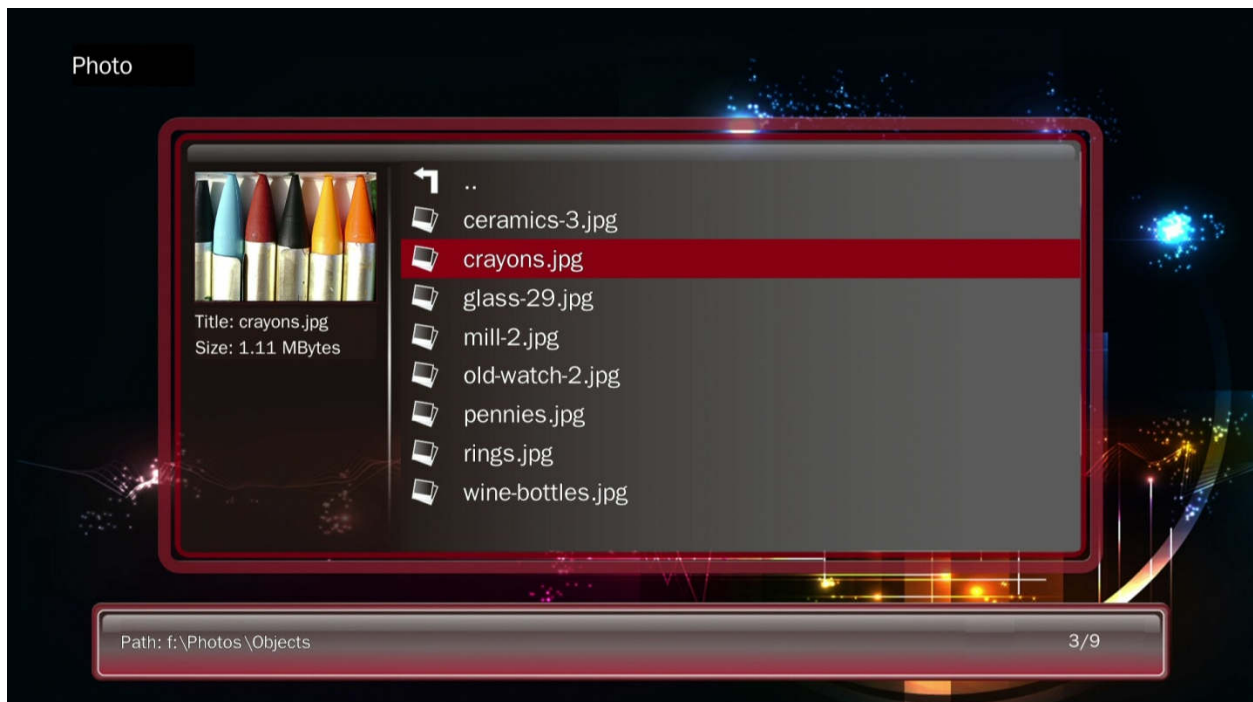 Photo
..
ceramics-3.jpg
crayons.jpg
glass-29.jpg
mill-2.jpg
old-watch-2.jpg
pennies.jpg
rings.jpg
wine-bottles.jpg
Title: crayons.jpg
Size: 1.11 MBytes
Path: f:\Photos\Objects
3/9